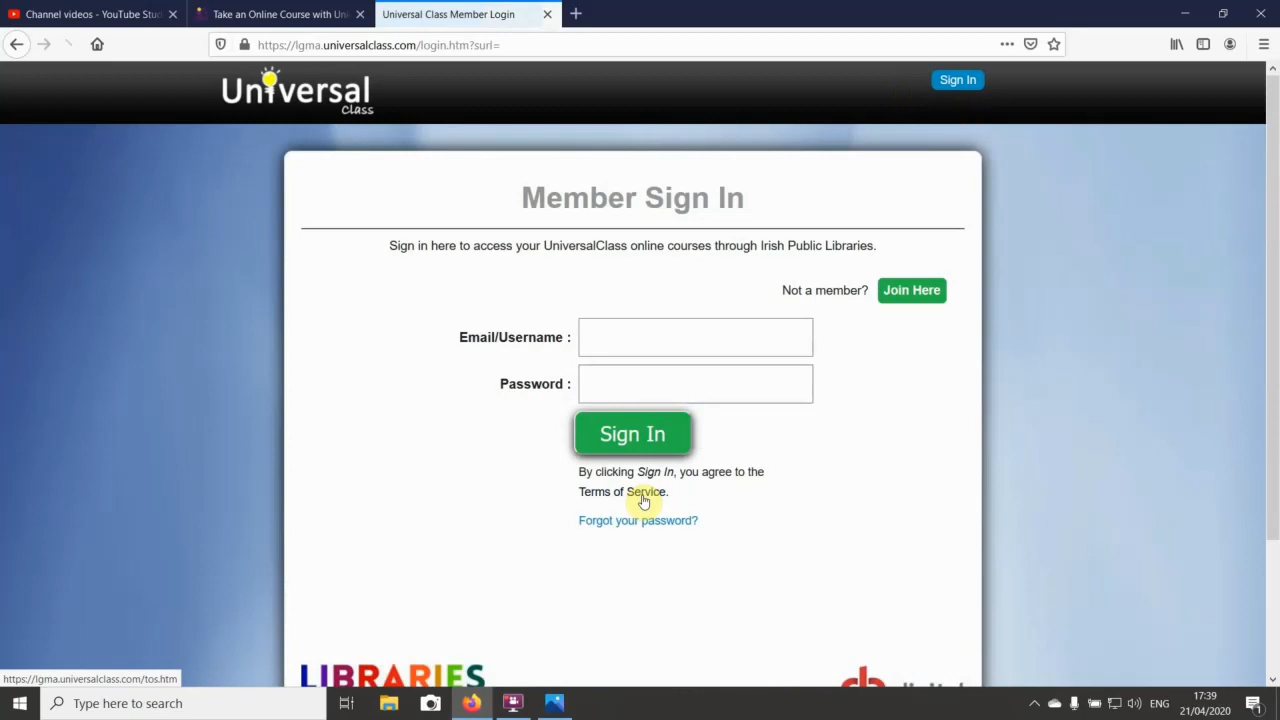 Channel videos - YouTube Stud
Take an Online Course with Uni
Universal Class Member Login
https://lgma.universalclass.com/login.htm?surl=
Universal
Class
Sign In
Member Sign In
Sign in here to access your UniversalClass online courses through Irish Public Libraries.
Not a member? Join Here
Email/Username :
Password :
Sign In
By clicking Sign In, you agree to the
Terms of Service.
Forgot your password?
LIBRARIES
digital
https://lgma.universalclass.com/tos.htm
Type here to search
ENG
17:39
21/04/2020
1